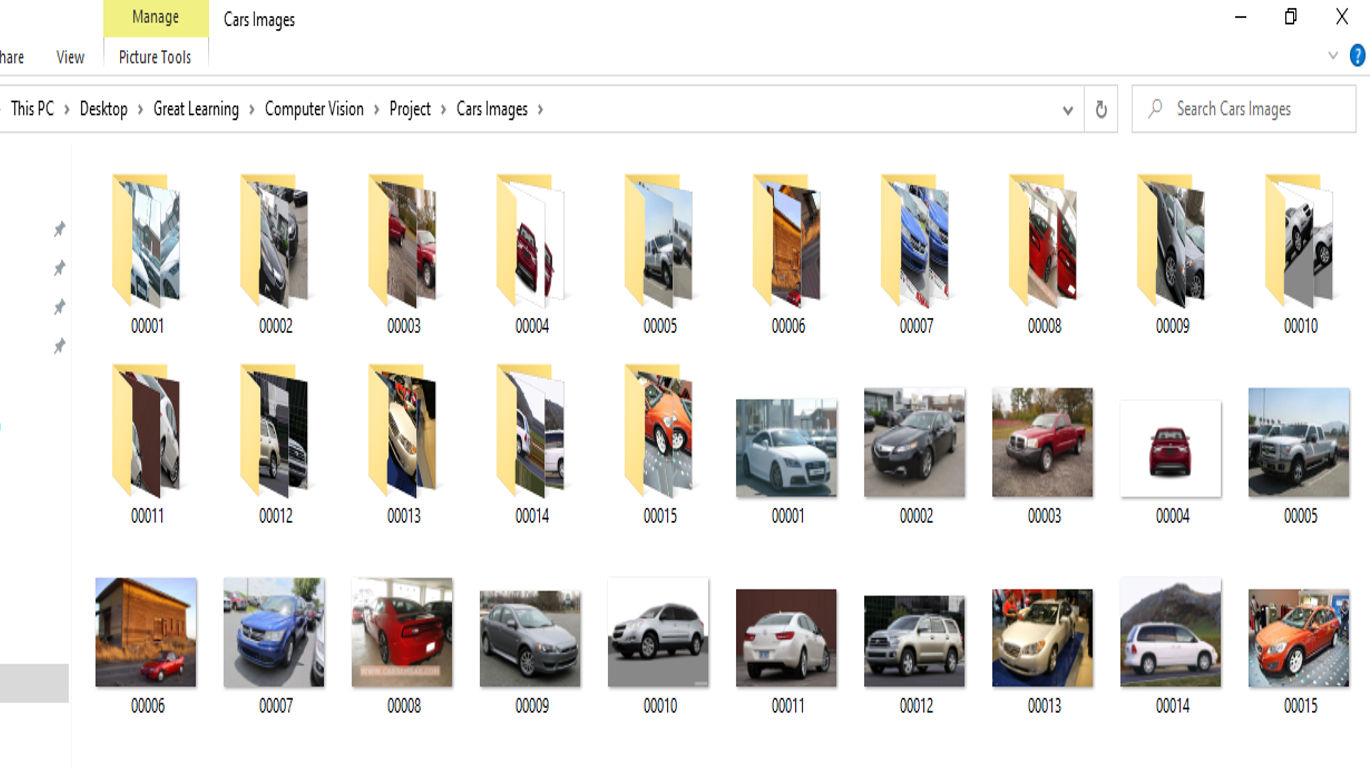 Manage
Cars Images
hare
View
Picture Tools
This PC > Desktop > Great Learning > Computer Vision > Project > Cars Images >
Search Cars Images
00001 00002 00003 00004 00005 00006 00007 00008 00009 00010
00011 00012 00013 00014 00015 00001 00002 00003 00004 00005
00006 00007 00008 00009 00010 00011 00012 00013 00014 00015